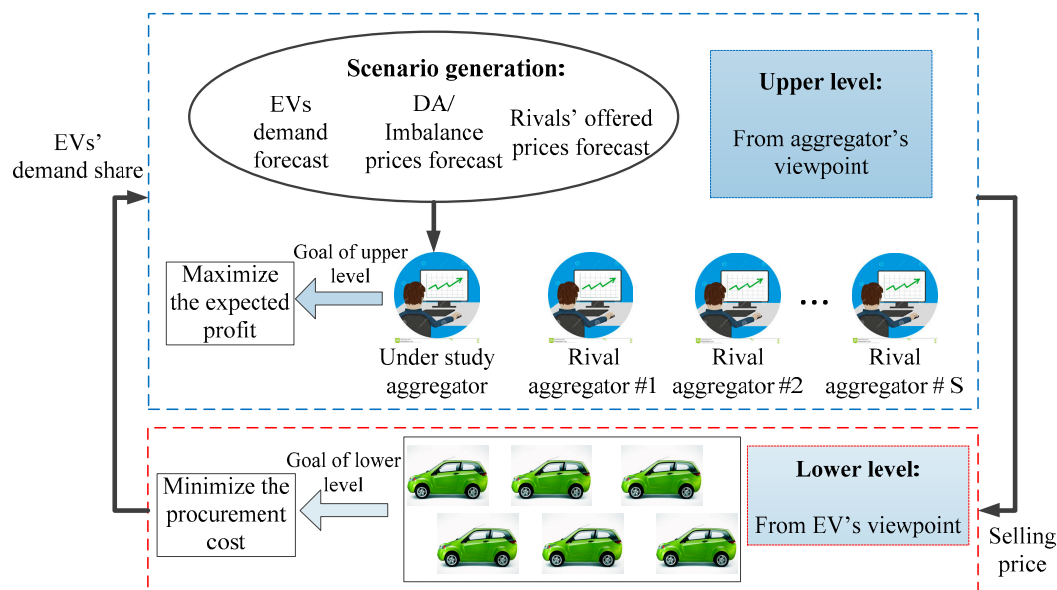 Scenario generation:
EVs
demand
forecast
DA/
Imbalance
prices forecast
Rivals' offered
prices forecast
Upper level:
From aggregator's
viewpoint
EVs'
demand share
Goal of upper
level
Maximize
the expected
profit
Under study
aggregator
Rival
aggregator #1
Rival
aggregator #2
...
Rival
aggregator # S
Goal of lower
level
Minimize the
procurement
cost
Lower level:
From EV's viewpoint
Selling
price